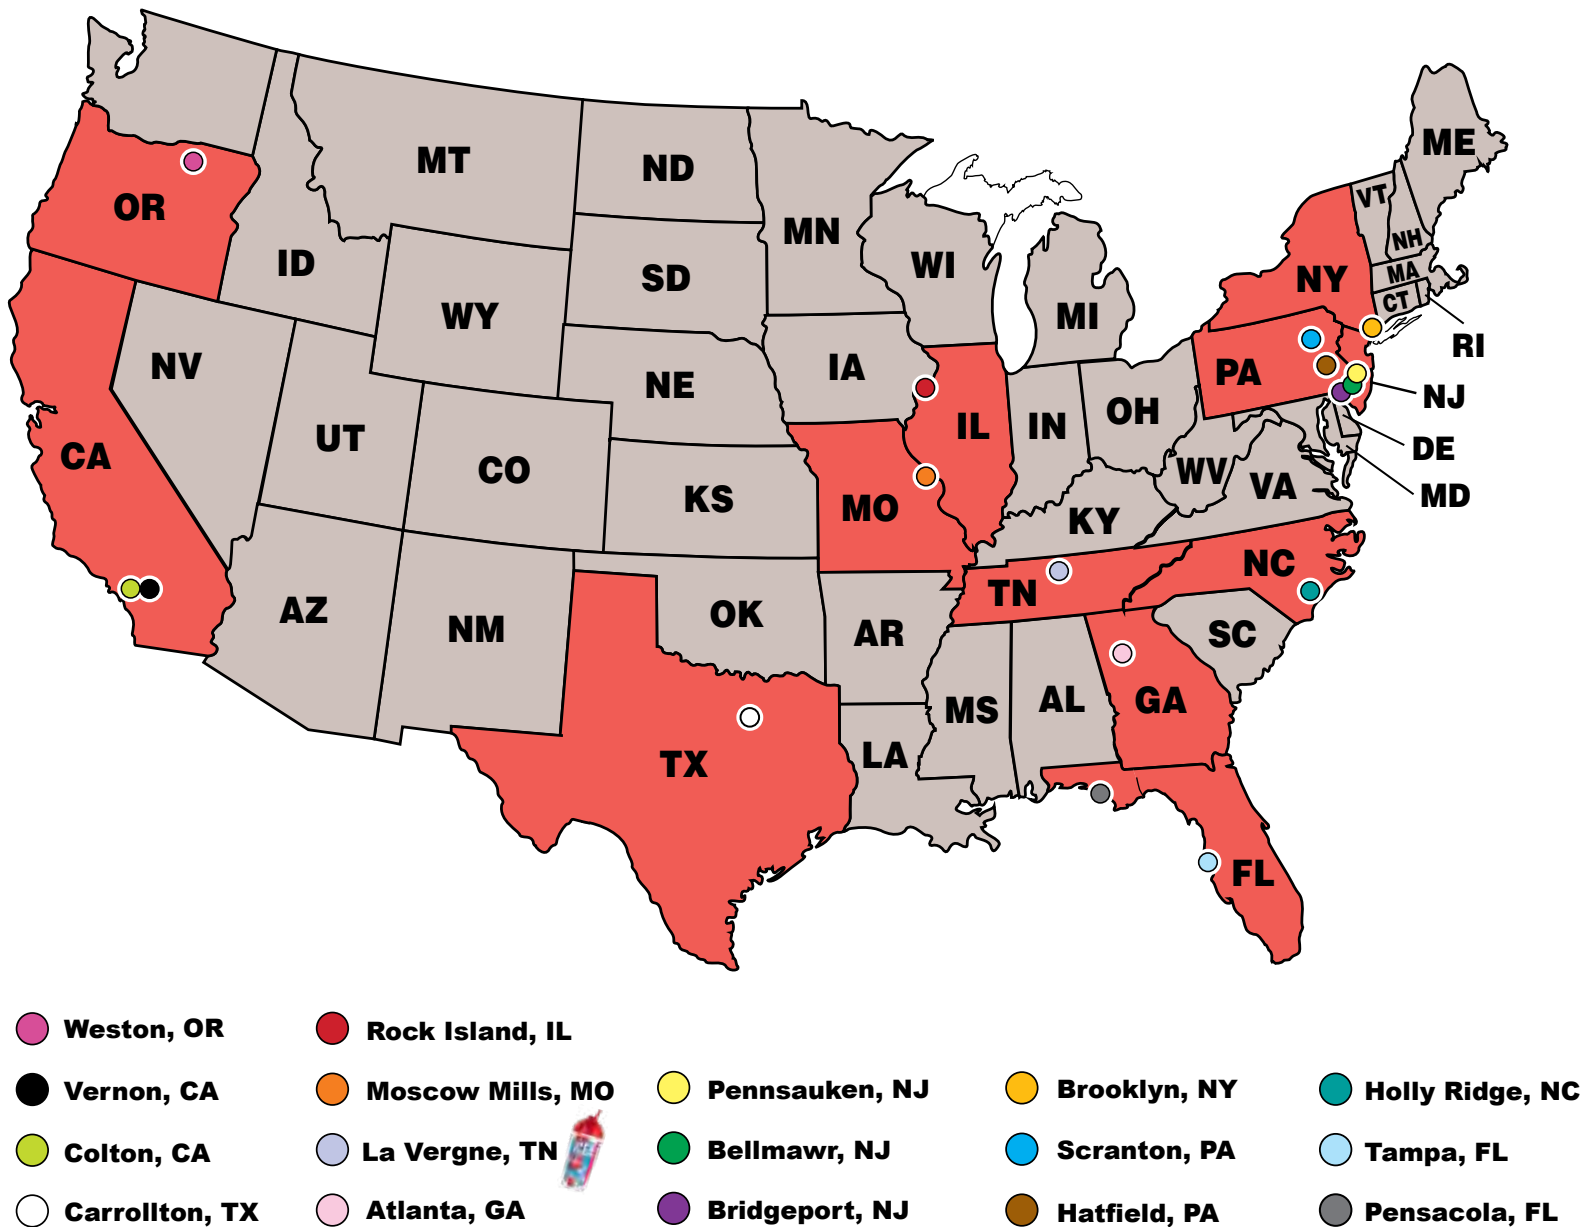 ME
VT
MT
ND
OR
MN
NH
ID
WI
MA
SD
NY
CT
WY
MI
RI
NV
IA
PA
NE
NJ
OH
IL
IN
UT
DE
CA
CO
WV
VA
KS
MD
MO
KY
NC
TN
AZ
OK
NM
AR
SC
AL
GA
MS
LA
TX
FL
Weston, OR
Rock Island, IL
Vernon, CA
Moscow Mills, MO
Pennsauken, NJ
Brooklyn, NY
Holly Ridge, NC
Colton, CA
La Vergne, TN
Bellmawr, NJ
Scranton, PA
Tampa, FL
Carrollton, TX
Atlanta, GA
Bridgeport, NJ
Hatfield, PA
Pensacola, FL